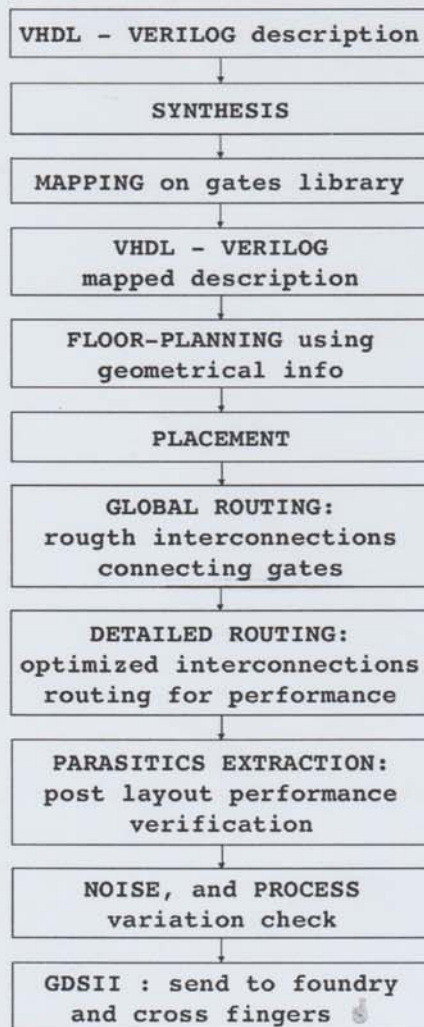 VHDL - VERILOG description
SYNTHESIS
MAPPING on gates library
VHDL - VERILOG
mapped description
FLOOR-PLANNING using
geometrical info
PLACEMENT
GLOBAL ROUTING:
rougth interconnections
connecting gates
DETAILED ROUTING:
optimized interconnections
routing for performance
PARASITICS EXTRACTION:
post layout performance
verification
NOISE, and PROCESS
variation check
GDSII : send to foundry
and cross fingers